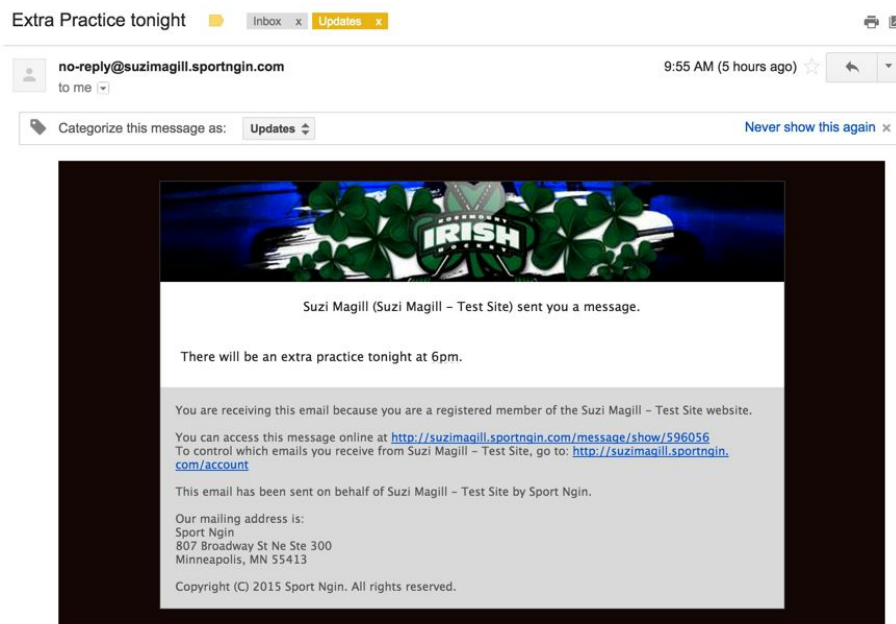 Extra Practice tonight Inbox x Updates x
no-reply@suzimagill.sportngin.com 9:55 AM (5 hours ago)
to me
Categorize this message as: Updates Never show this again x
ROSEMOUNT
IRISH
HOCKEY
Suzi Magill (Suzi Magill – Test Site) sent you a message.
There will be an extra practice tonight at 6pm.
You are receiving this email because you are a registered member of the Suzi Magill – Test Site website.
You can access this message online at http://suzimagill.sportngin.com/message/show/596056
To control which emails you receive from Suzi Magill – Test Site, go to: http://suzimagill.sportngin.
com/account
This email has been sent on behalf of Suzi Magill – Test Site by Sport Ngin.
Our mailing address is:
Sport Ngin
807 Broadway St Ne Ste 300
Minneapolis, MN 55413
Copyright (C) 2015 Sport Ngin. All rights reserved.